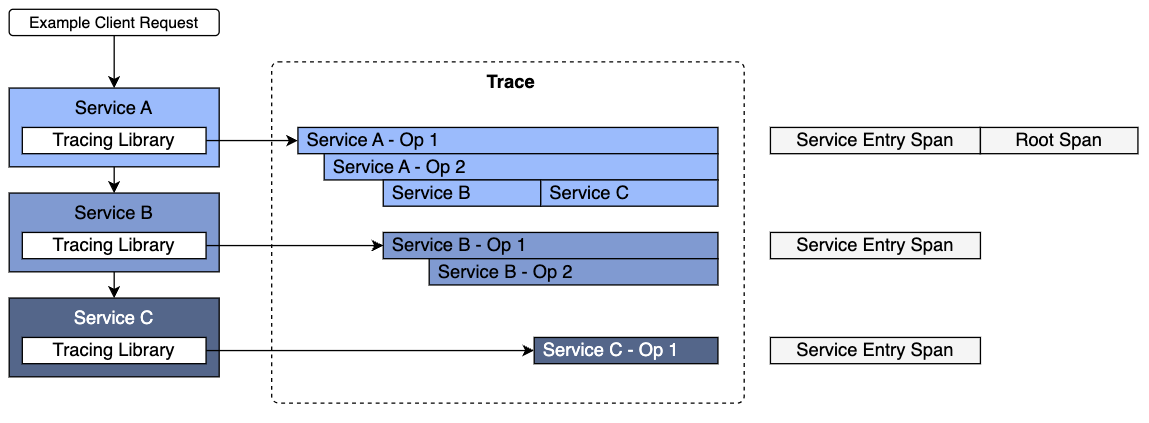 Example Client Request
Trace
Service A
Tracing Library
Service A - Op 1
Service Entry Span
Root Span
Service A - Op 2
Service B
Service C
Service B
Tracing Library
Service B - Op 1
Service Entry Span
Service B - Op 2
Service C
Tracing Library
Service C - Op 1
Service Entry Span